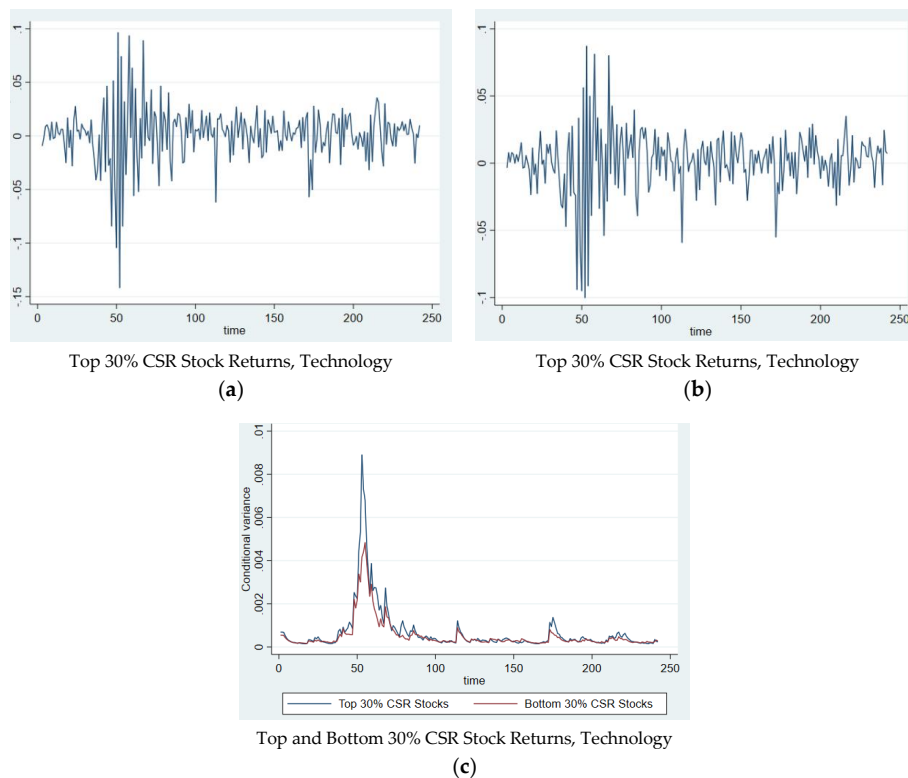 .1
.05
0
-.05
-.1
-.15
0 50 100 150 200 250
time
Top 30% CSR Stock Returns, Technology
(a)
.1
.05
0
-.05
-.1
0 50 100 150 200 250
time
Top 30% CSR Stock Returns, Technology
(b)
.01
.008
.006
.004
.002
0
Conditional variance
0 50 100 150 200 250
time
Top 30% CSR Stocks Bottom 30% CSR Stocks
Top and Bottom 30% CSR Stock Returns, Technology
(c)